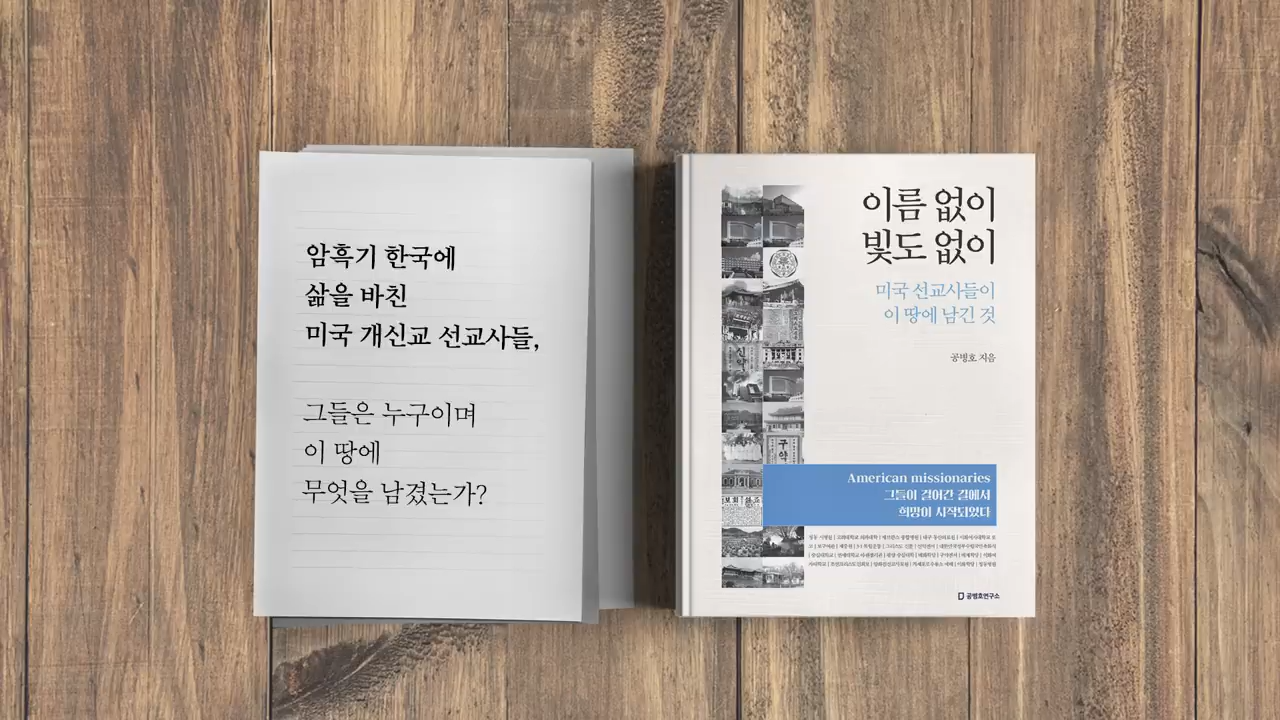 암흑기 한국에
삶을 바친
미국 개신교 선교사들,
그들은 누구이며
이 땅에
무엇을 남겼는가?
이름 없이
빛도 없이
미국 선교사들이
이 땅에 남긴 것
공병호 지음
신약
구약
American missionaries
그들이 걸어간 길에서
희망이 시작되었다
공병호연구소